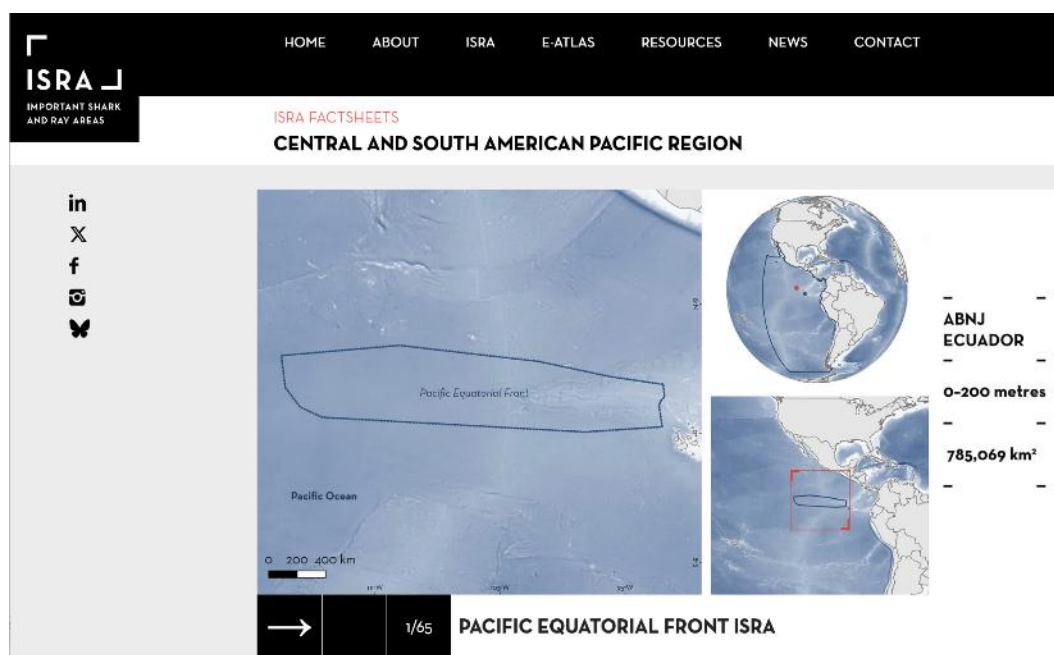 HOME ABOUT ISRA E-ATLAS RESOURCES NEWS CONTACT
ISRA
IMPORTANT SHARK
AND RAY AREAS
ISRA FACTSHEETS
CENTRAL AND SOUTH AMERICAN PACIFIC REGION
in
X
f
Pacific Equatorial Front
Pacific Ocean
0 200 400 km
ABNJ
ECUADOR
0–200 metres
785,069 km²
1/65
PACIFIC EQUATORIAL FRONT ISRA